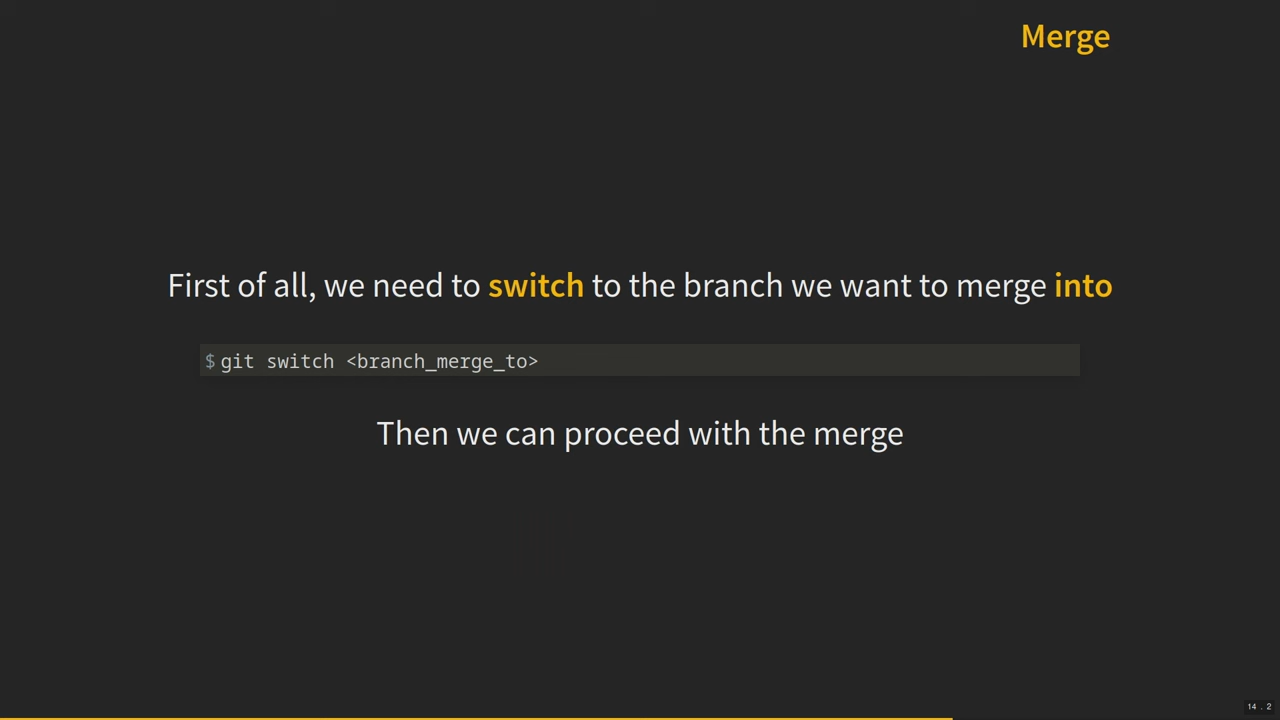 Merge
First of all, we need to switch to the branch we want to merge into
$ git switch <branch_merge_to>
Then we can proceed with the merge
14 . 2